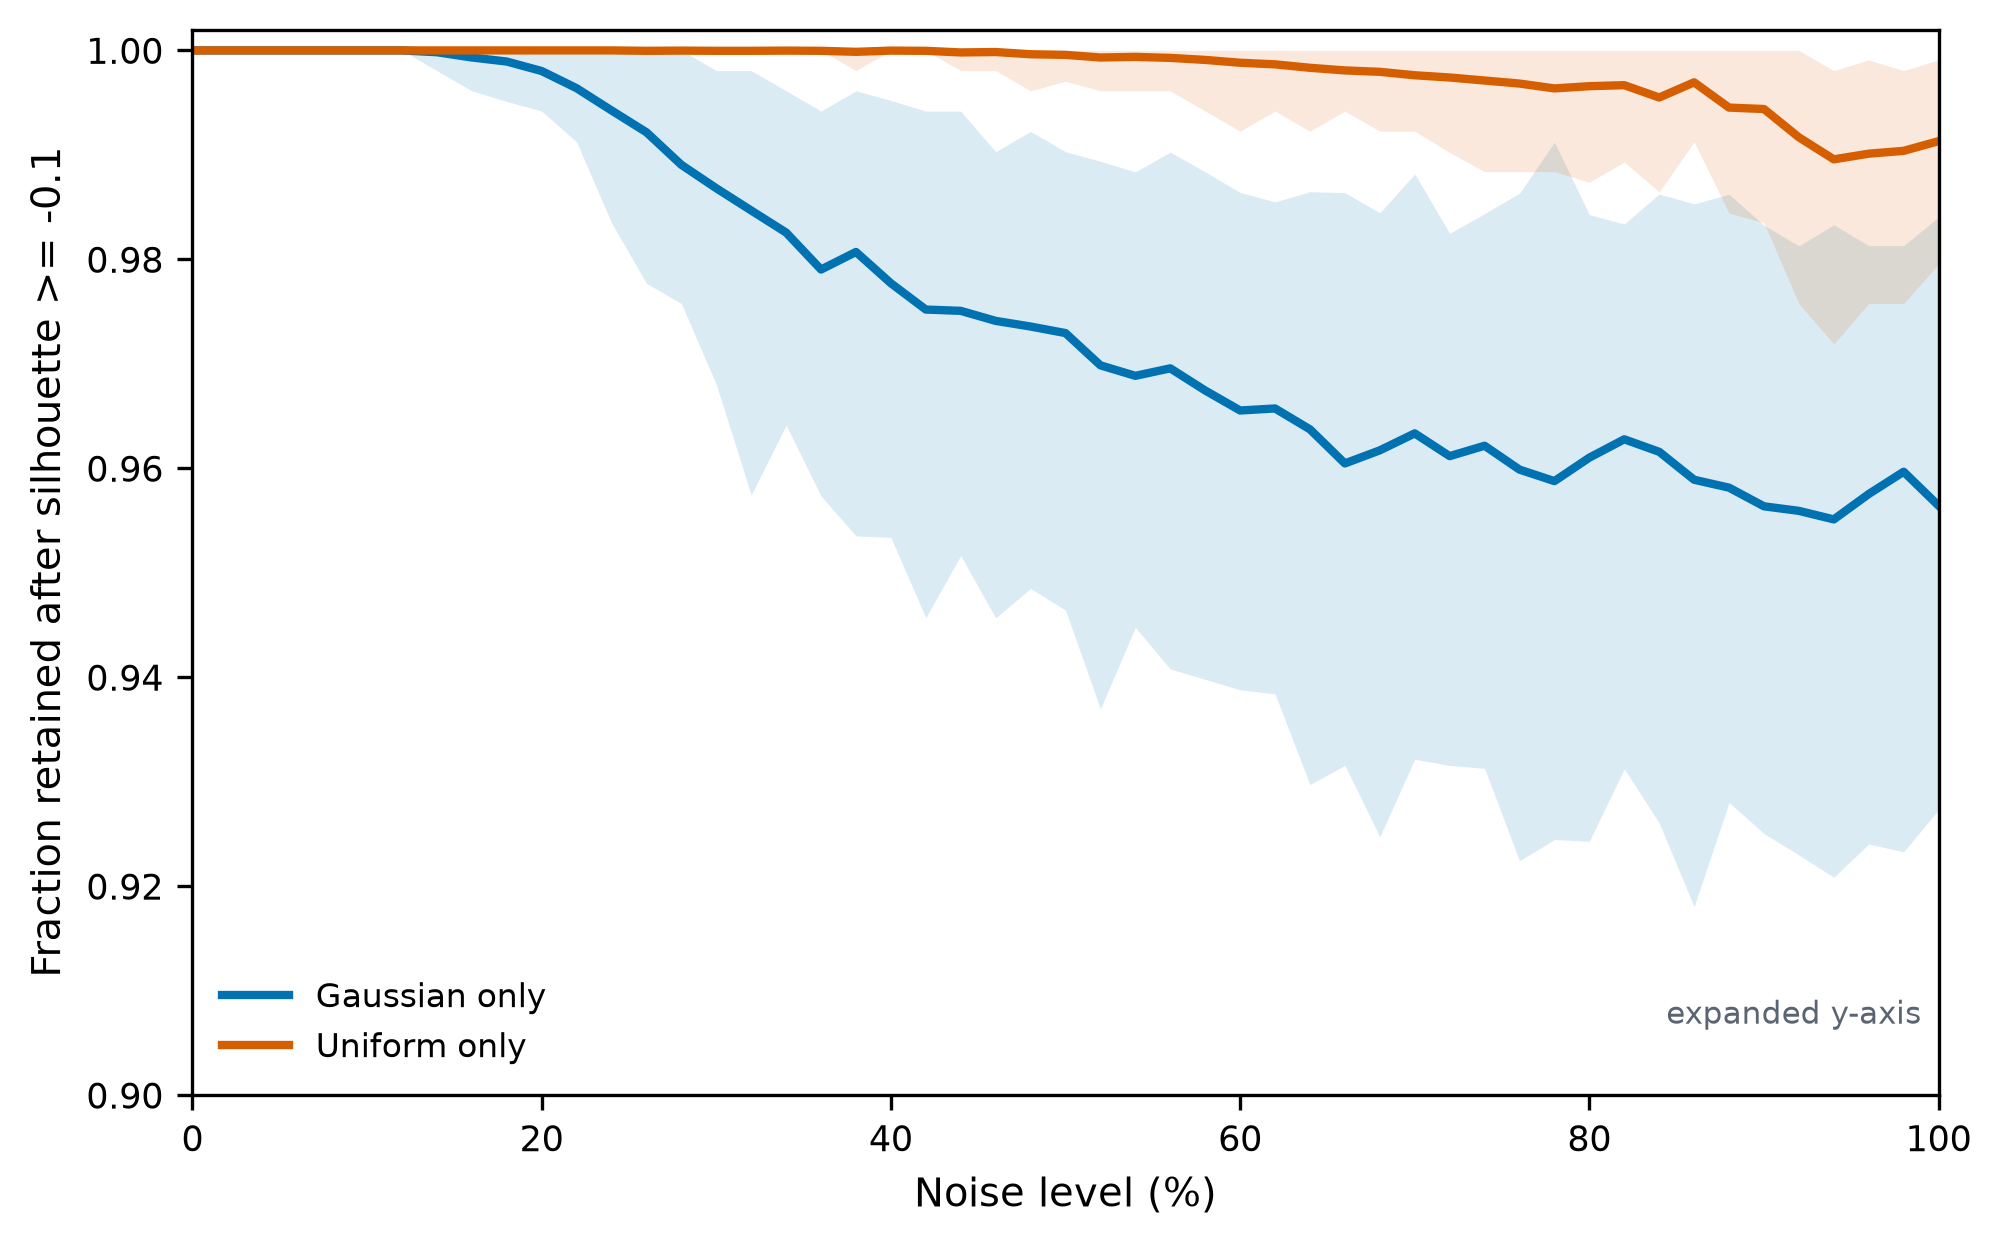 Fraction retained after silhouette >= -0.1
1.00
0.98
0.96
0.94
0.92
0.90
Gaussian only
Uniform only
expanded y-axis
0 20 40 60 80 100
Noise level (%)